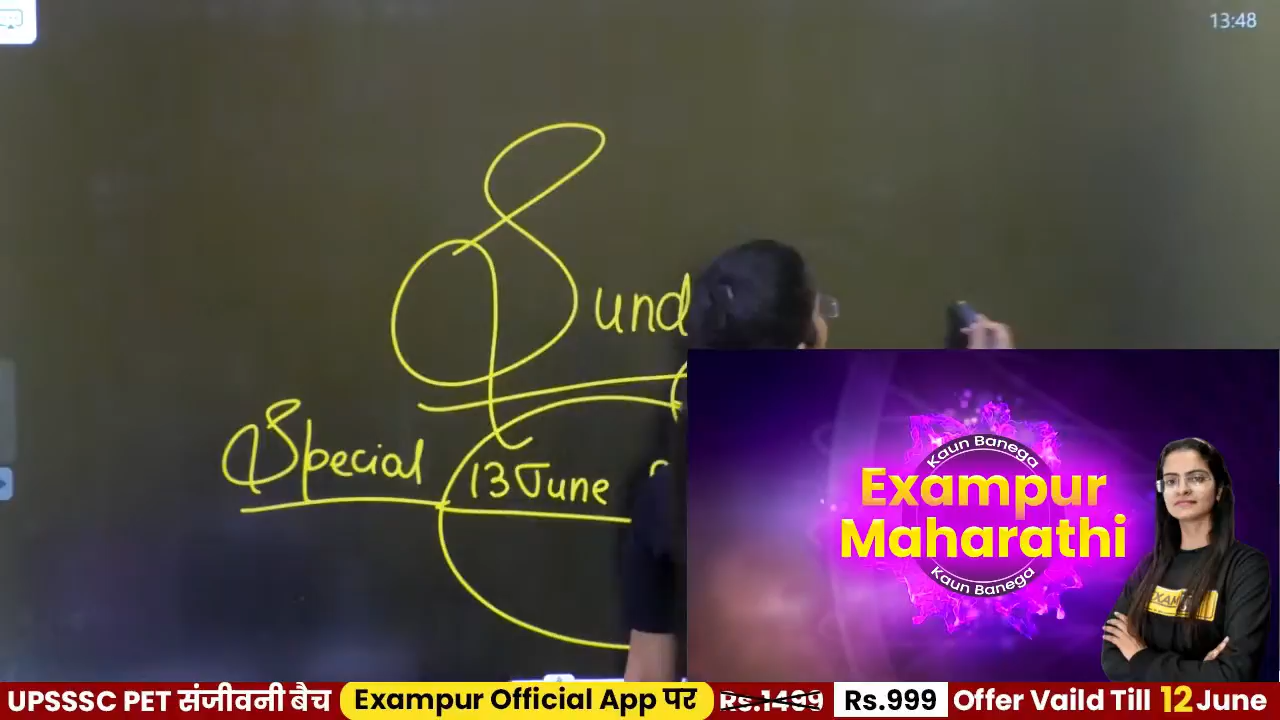 13:48
Sund
Special 13 June
Kaun Banega
Exampur
Maharathi
Kaun Banega
EXAM
UPSSSC PET संजीवनी बैच Exampur Official App पर Rs.1499 Rs.999 Offer Vaild Till 12 June